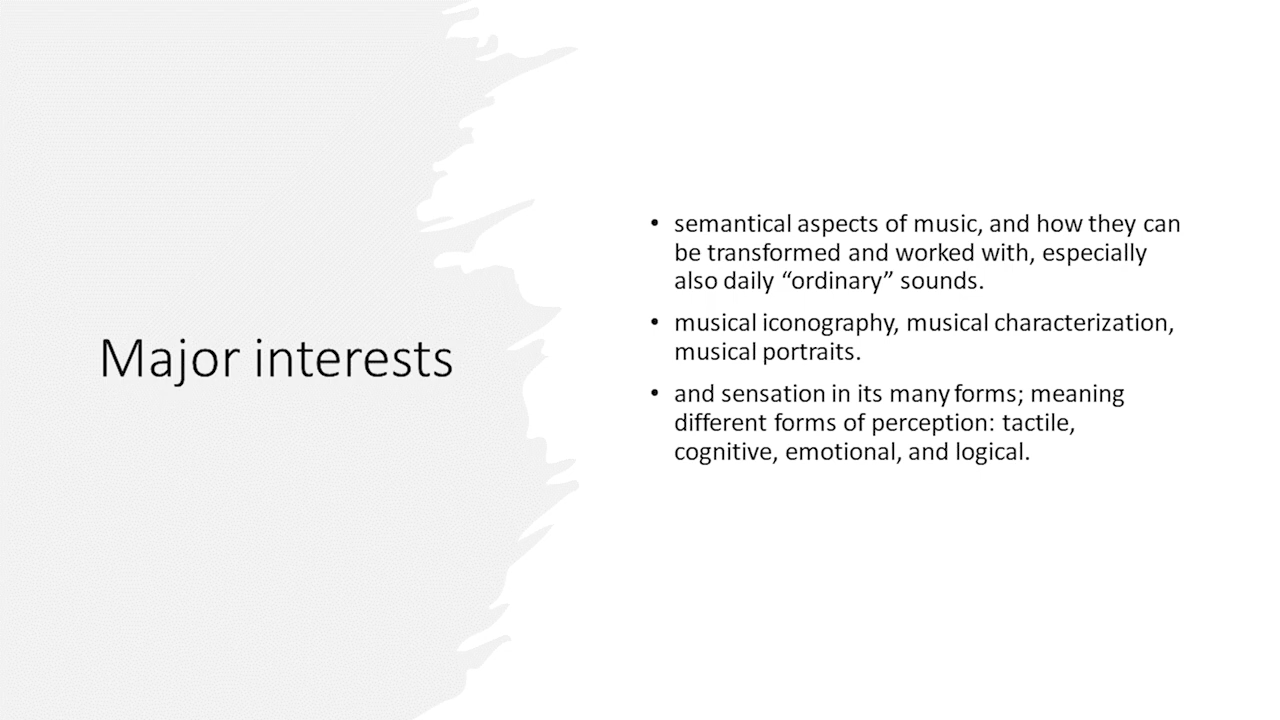 Major interests
• semantical aspects of music, and how they can
be transformed and worked with, especially
also daily “ordinary” sounds.
• musical iconography, musical characterization,
musical portraits.
• and sensation in its many forms; meaning
different forms of perception: tactile,
cognitive, emotional, and logical.